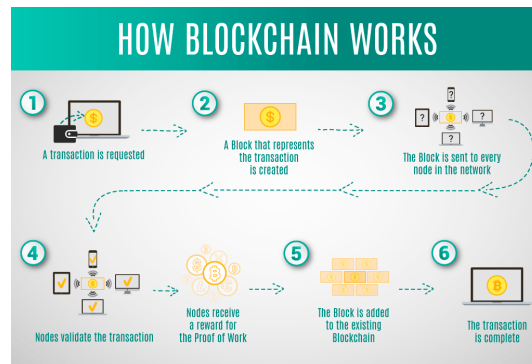 HOW BLOCKCHAIN WORKS
1
A transaction is requested
2
A Block that represents
the transaction
is created
3
The Block is sent to every
node in the network
4
Nodes validate the transaction
Nodes receive
a reward for
the Proof of Work
5
The Block is added
to the existing
Blockchain
6
The transaction
is complete